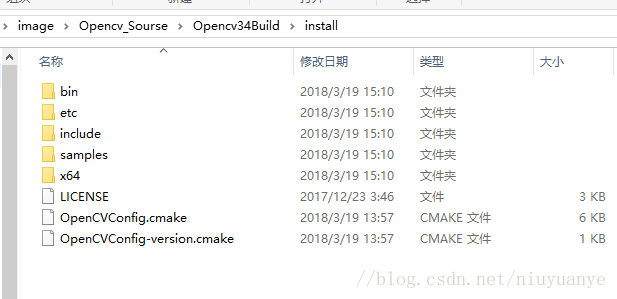 image > Opencv_Sourse > Opencv34Build > install
名称 修改日期 类型 大小
bin 2018/3/19 15:10 文件夹
etc 2018/3/19 15:10 文件夹
include 2018/3/19 15:10 文件夹
samples 2018/3/19 15:10 文件夹
x64 2018/3/19 15:10 文件夹
LICENSE 2017/12/23 3:46 文件 3 KB
OpenCVConfig.cmake 2018/3/19 13:57 CMAKE 文件 6 KB
OpenCVConfig-version.cmake 2018/3/19 13:57 CMAKE 文件 1 KB
//blog.csdn.net/niuyuanye